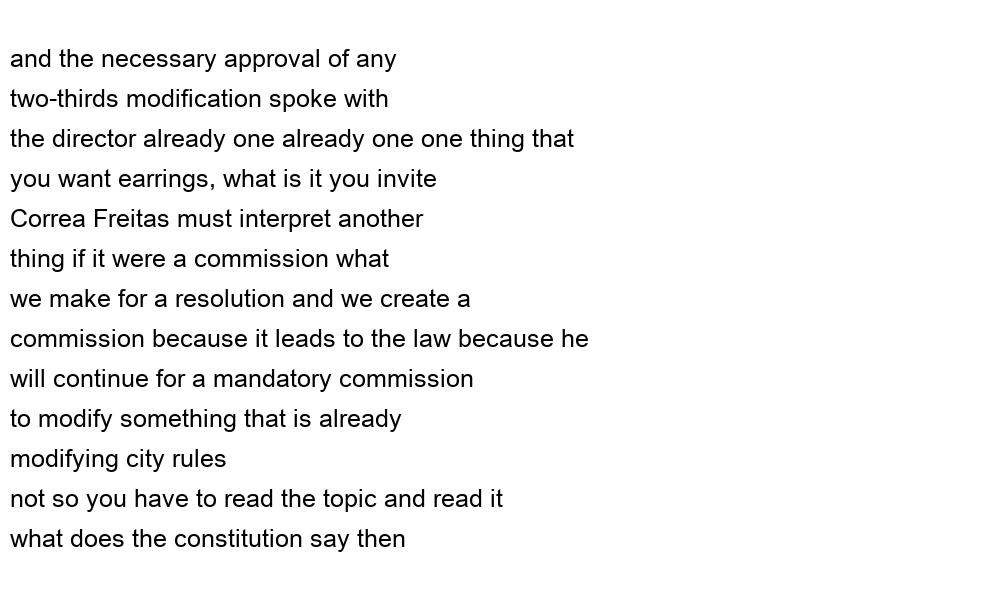 and the necessary approval of any
two-thirds modification spoke with
the director already one already one one thing that
you want earrings, what is it you invite
Correa Freitas must interpret another
thing if it were a commission what
we make for a resolution and we create a
commission because it leads to the law because he
will continue for a mandatory commission
to modify something that is already
modifying city rules
not so you have to read the topic and read it
what does the constitution say then